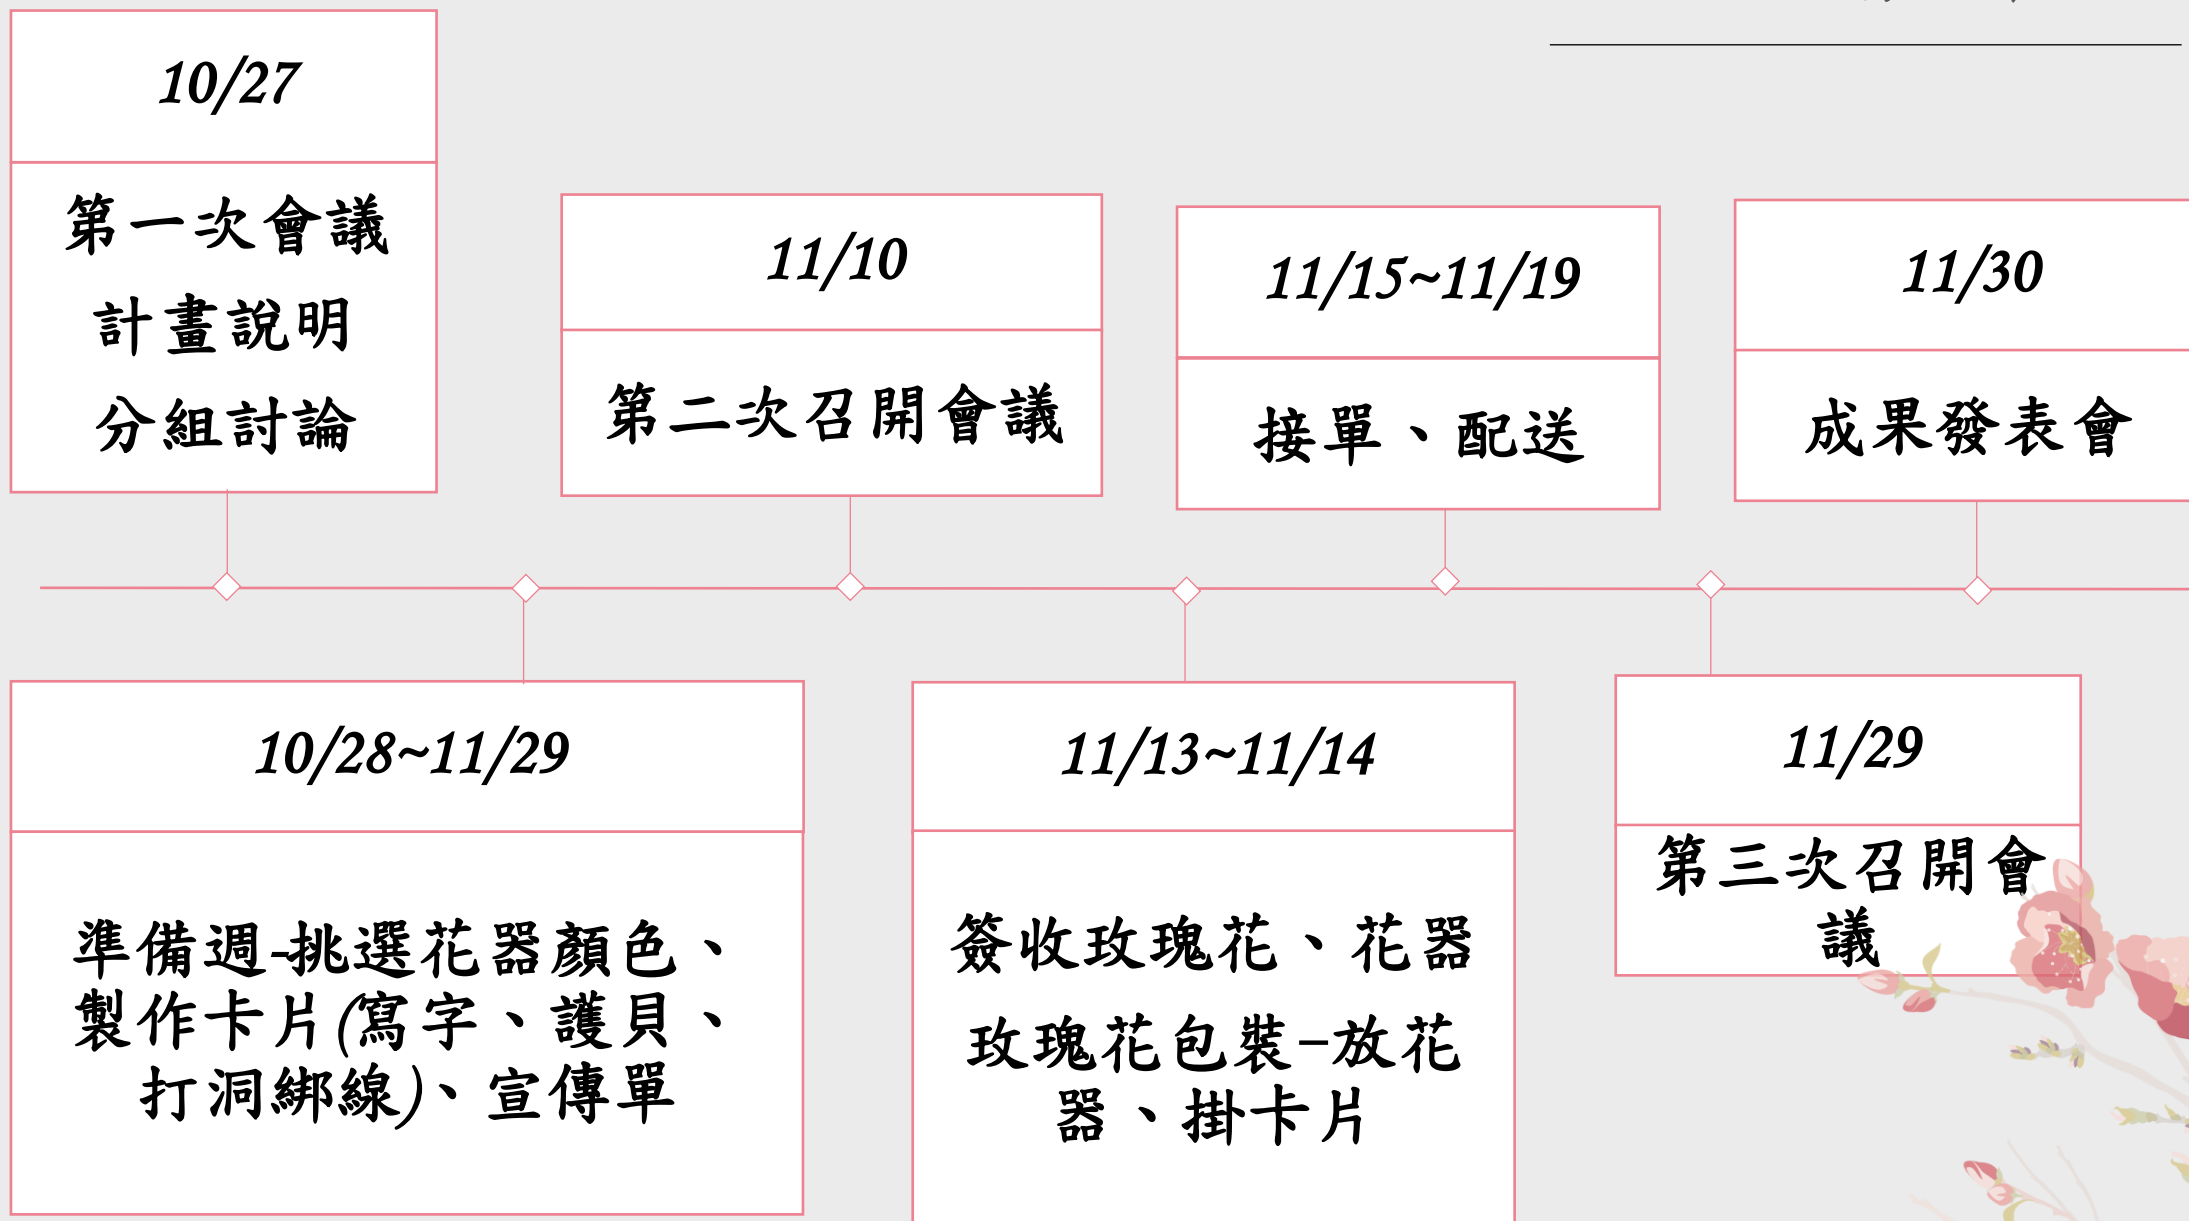 10/27
第一次會議
計畫說明
分組討論
11/10
第二次召開會議
11/15~11/19
接單、配送
11/30
成果發表會
10/28~11/29
準備週-挑選花器顏色、
製作卡片(寫字、護貝、
打洞綁線)、宣傳單
11/13~11/14
簽收玫瑰花、花器
玫瑰花包裝-放花
器、掛卡片
11/29
第三次召開會
議